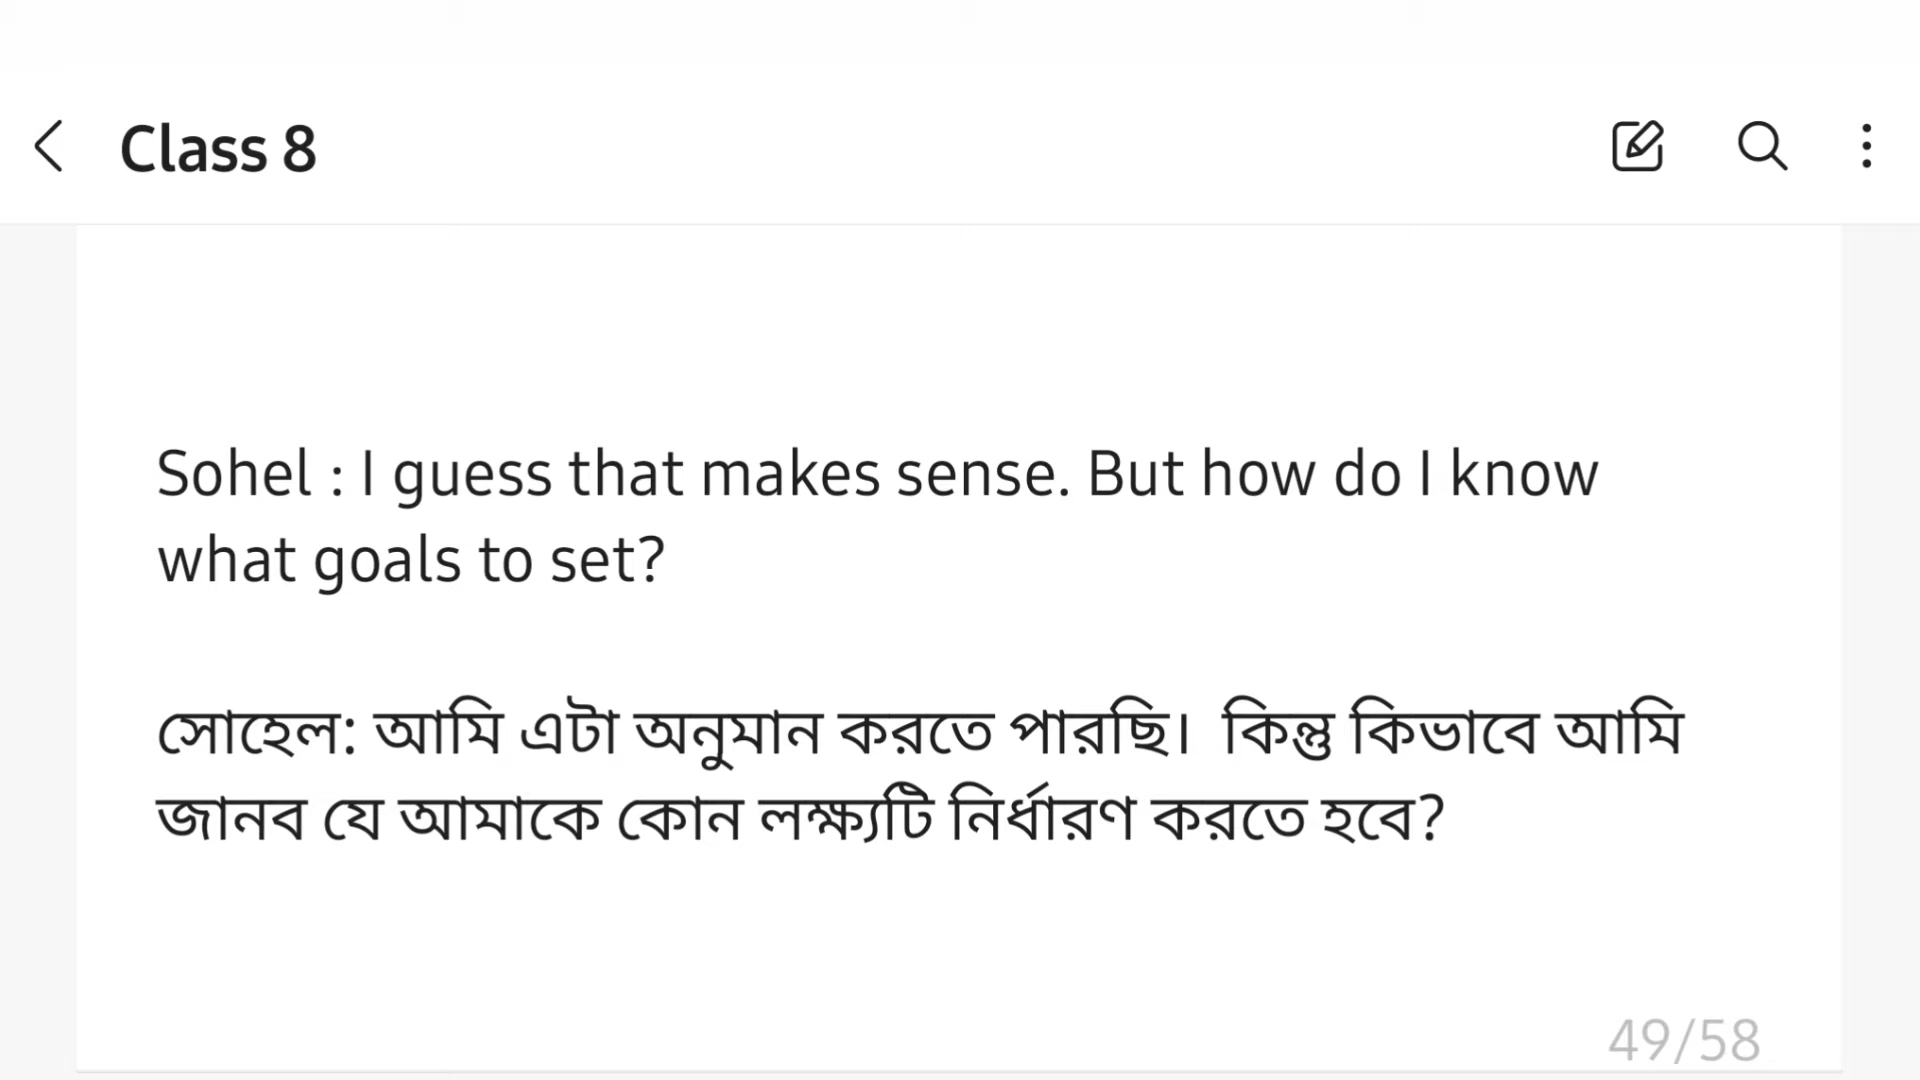 Class 8
Sohel : I guess that makes sense. But how do I know
what goals to set?
সোহেল: আমি এটা অনুমান করতে পারছি। কিন্তু কিভাবে আমি
জানব যে আমাকে কোন লক্ষ্যটি নির্ধারণ করতে হবে?
49/58